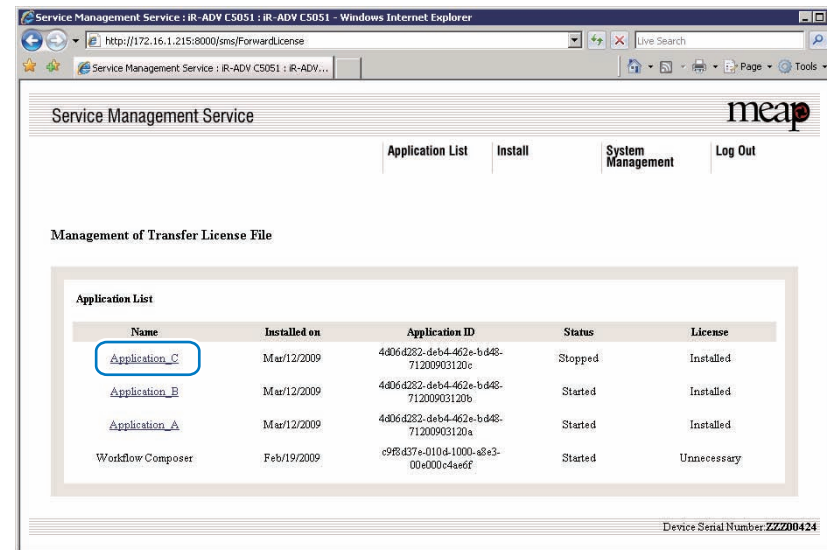 Service Management Service : iR-ADV C5051 : iR-ADV C5051 - Windows Internet Explorer
http://172.16.1.215:8000/sms/ForwardLicense
Live Search
Service Management Service : iR-ADV C5051 : iR-ADV...
Page
Tools
Service Management Service
meap
Application List
Install
System Management
Log Out
Management of Transfer License File
Application List
Name Installed on Application ID Status License
Application_C Mar/12/2009 4d06d282-deb4-462e-bd48-71200903120c Stopped Installed
Application_B Mar/12/2009 4d06d282-deb4-462e-bd48-71200903120b Started Installed
Application_A Mar/12/2009 4d06d282-deb4-462e-bd48-71200903120a Started Installed
Workflow Composer Feb/19/2009 c9f8d37e-010d-1000-a8e3-00e000c4ae6f Started Unnecessary
Device Serial Number:ZZZ00424